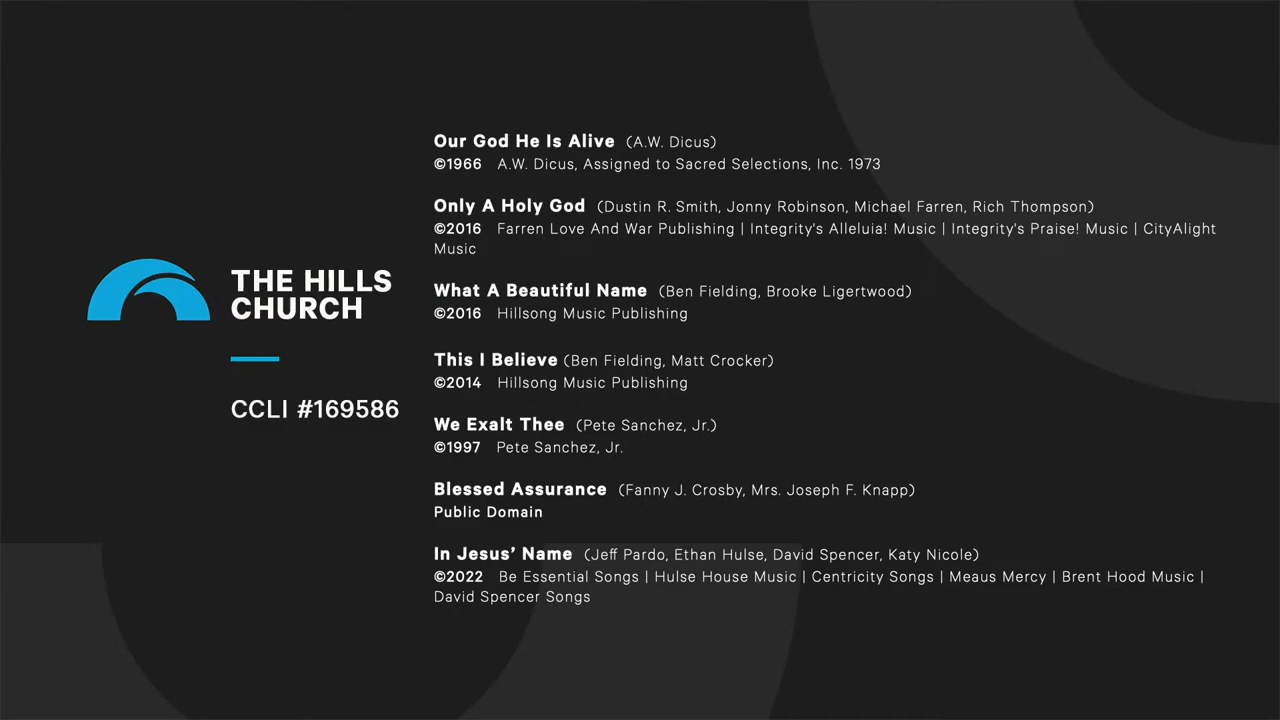 THE HILLS
CHURCH
CCLI #169586
Our God He Is Alive (A.W. Dicus)
©1966 A.W. Dicus, Assigned to Sacred Selections, Inc. 1973
Only A Holy God (Dustin R. Smith, Jonny Robinson, Michael Farren, Rich Thompson)
©2016 Farren Love And War Publishing | Integrity's Alleluia! Music | Integrity's Praise! Music | CityAlight
Music
What A Beautiful Name (Ben Fielding, Brooke Ligertwood)
©2016 Hillsong Music Publishing
This I Believe (Ben Fielding, Matt Crocker)
©2014 Hillsong Music Publishing
We Exalt Thee (Pete Sanchez, Jr.)
©1997 Pete Sanchez, Jr.
Blessed Assurance (Fanny J. Crosby, Mrs. Joseph F. Knapp)
Public Domain
In Jesus’ Name (Jeff Pardo, Ethan Hulse, David Spencer, Katy Nicole)
©2022 Be Essential Songs | Hulse House Music | Centricity Songs | Meaus Mercy | Brent Hood Music |
David Spencer Songs